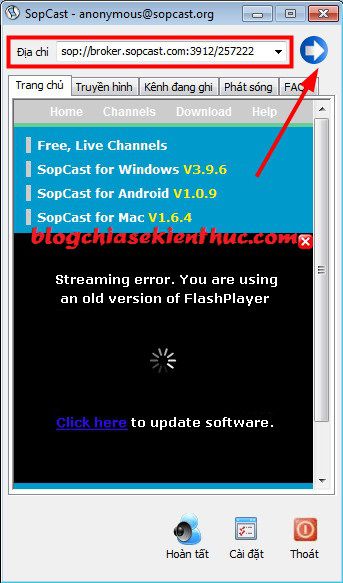 SopCast - anonymous@sopcast.org
Địa chỉ sop://broker.sopcast.com:3912/257222
Trang chủ Truyền hình Kênh đang ghi Phát sóng FAQ
Home Channels Download Help
Free, Live Channels
SopCast for Windows V3.9.6
SopCast for Android V1.0.9
SopCast for Mac V1.6.4
blogchiasekienthuc.com
Streaming error. You are using
an old version of FlashPlayer
Click here to update software.
Hoàn tất Cài đặt Thoát